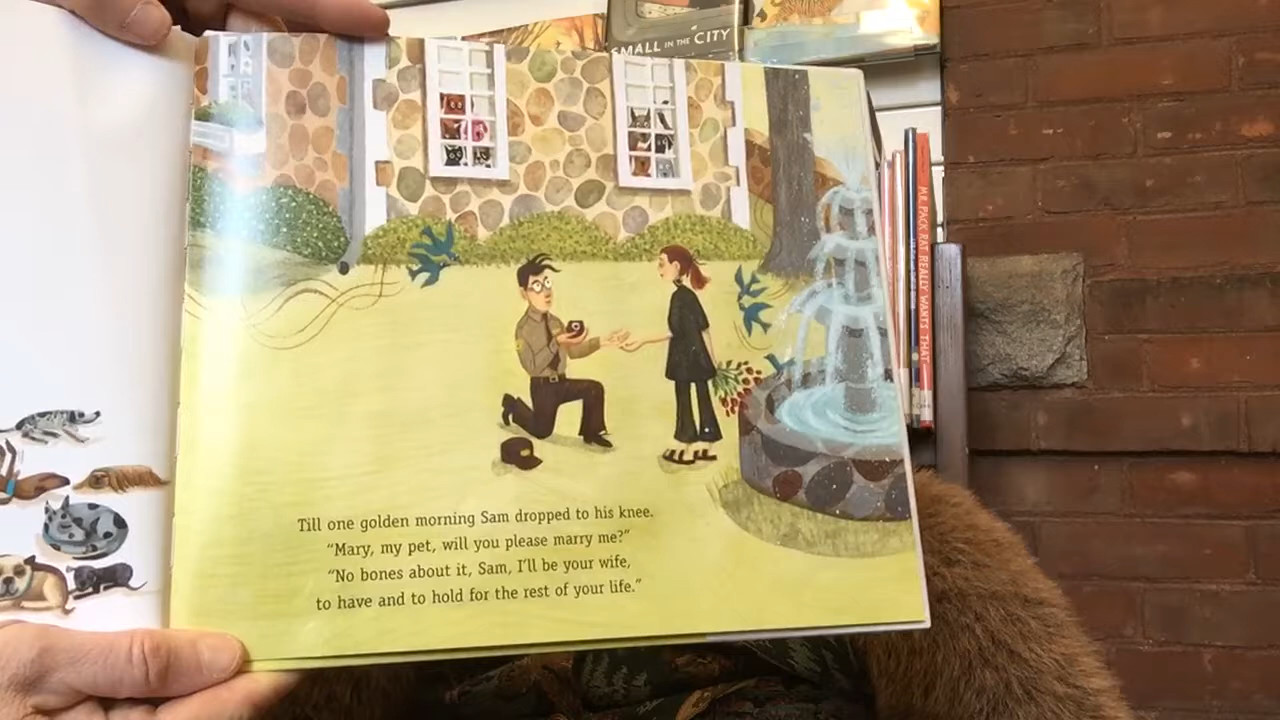 SMALL IN THE CITY
MR. PACK RAT REALLY WANTS THAT
Till one golden morning Sam dropped to his knee.
“Mary, my pet, will you please marry me?”
“No bones about it, Sam, I’ll be your wife,
to have and to hold for the rest of your life.”